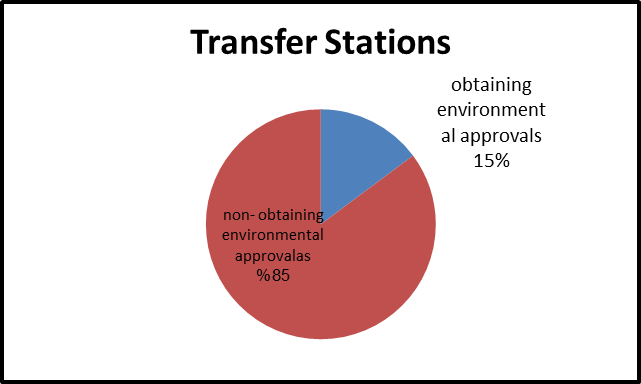 Transfer Stations
obtaining
environment
al approvals
15%
non- obtaining
environmental
approvalas
%85